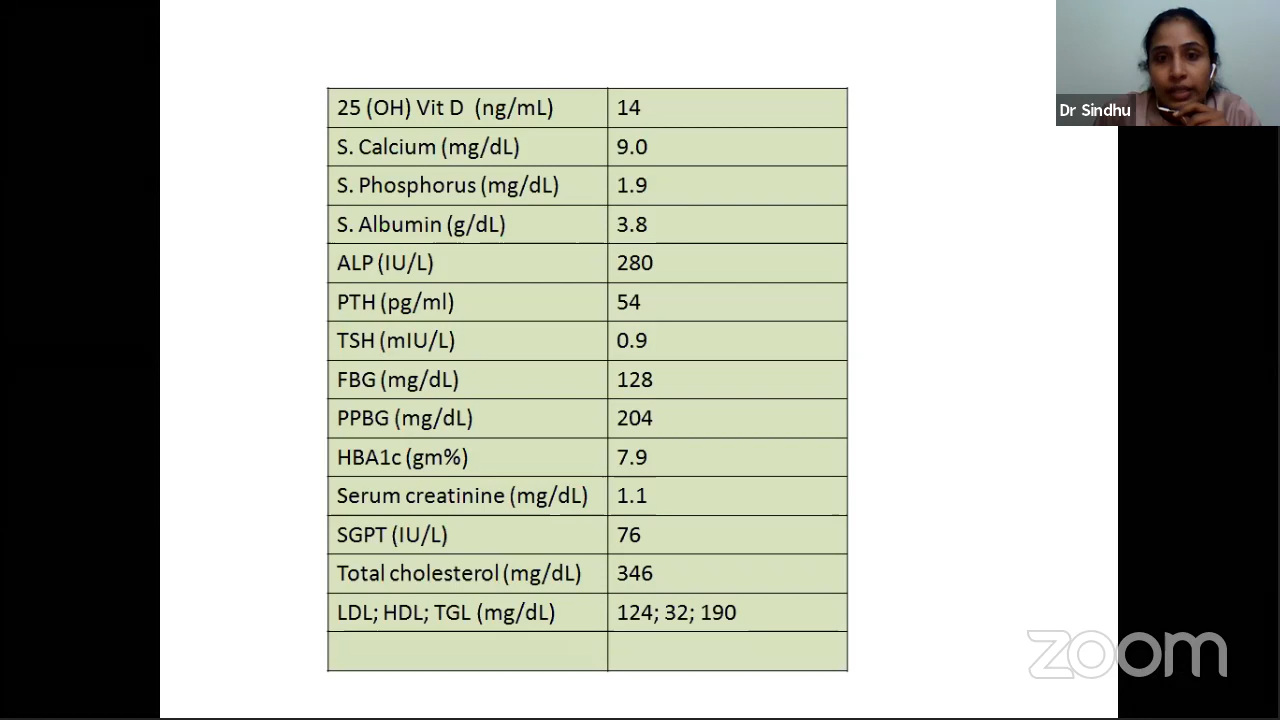 Dr Sindhu
25 (OH) Vit D (ng/mL) 14
S. Calcium (mg/dL) 9.0
S. Phosphorus (mg/dL) 1.9
S. Albumin (g/dL) 3.8
ALP (IU/L) 280
PTH (pg/ml) 54
TSH (mIU/L) 0.9
FBG (mg/dL) 128
PPBG (mg/dL) 204
HBA1c (gm%) 7.9
Serum creatinine (mg/dL) 1.1
SGPT (IU/L) 76
Total cholesterol (mg/dL) 346
LDL; HDL; TGL (mg/dL) 124; 32; 190
zoom